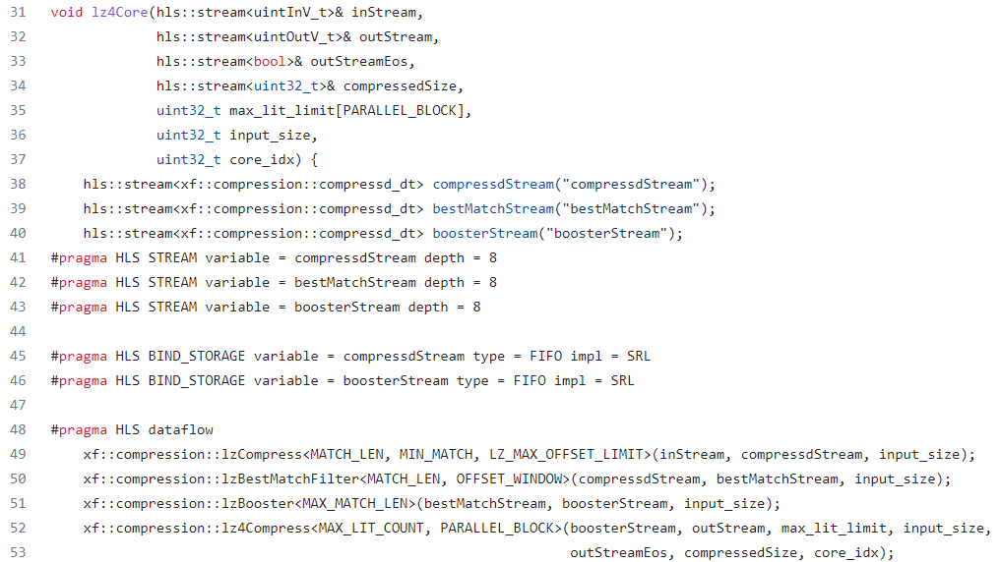 31 void lz4Core(hls::stream<uintInV_t>& inStream,
32 hls::stream<uintOutV_t>& outStream,
33 hls::stream<bool>& outStreamEos,
34 hls::stream<uint32_t>& compressedSize,
35 uint32_t max_lit_limit[PARALLEL_BLOCK],
36 uint32_t input_size,
37 uint32_t core_idx) {
38 hls::stream<xf::compression::compressd_dt> compressdStream("compressdStream");
39 hls::stream<xf::compression::compressd_dt> bestMatchStream("bestMatchStream");
40 hls::stream<xf::compression::compressd_dt> boosterStream("boosterStream");
41 #pragma HLS STREAM variable = compressdStream depth = 8
42 #pragma HLS STREAM variable = bestMatchStream depth = 8
43 #pragma HLS STREAM variable = boosterStream depth = 8
44
45 #pragma HLS BIND_STORAGE variable = compressdStream type = FIFO impl = SRL
46 #pragma HLS BIND_STORAGE variable = boosterStream type = FIFO impl = SRL
47
48 #pragma HLS dataflow
49 xf::compression::lzCompress<MATCH_LEN, MIN_MATCH, LZ_MAX_OFFSET_LIMIT>(inStream, compressdStream, input_size);
50 xf::compression::lzBestMatchFilter<MATCH_LEN, OFFSET_WINDOW>(compressdStream, bestMatchStream, input_size);
51 xf::compression::lzBooster<MAX_MATCH_LEN>(bestMatchStream, boosterStream, input_size);
52 xf::compression::lz4Compress<MAX_LIT_COUNT, PARALLEL_BLOCK>(boosterStream, outStream, max_lit_limit, input_size,
53 outStreamEos, compressedSize, core_idx);